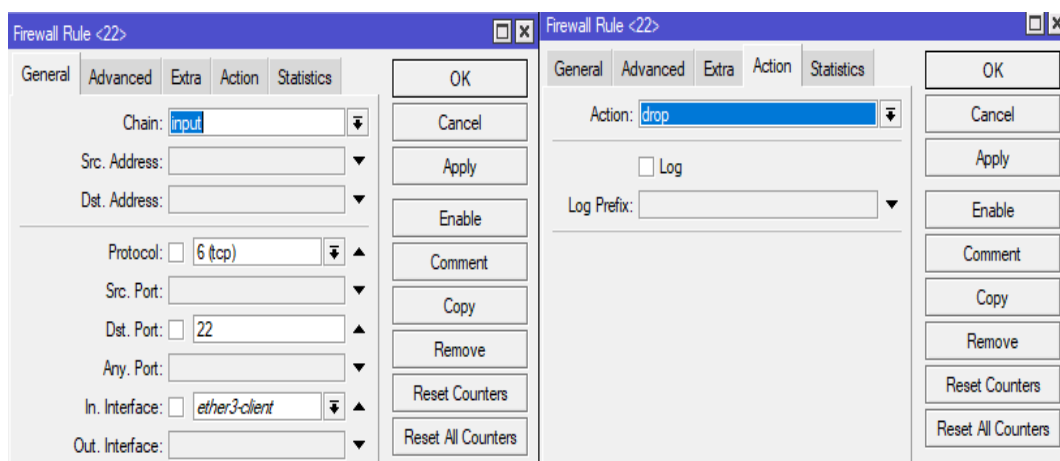 Firewall Rule <22>
General Advanced Extra Action Statistics
Chain: input
Src. Address:
Dst. Address:
Protocol: 6 (tcp)
Src. Port:
Dst. Port: 22
Any. Port:
In. Interface: ether3-client
Out. Interface:
OK
Cancel
Apply
Enable
Comment
Copy
Remove
Reset Counters
Reset All Counters
Firewall Rule <22>
General Advanced Extra Action Statistics
Action: drop
Log
Log Prefix:
OK
Cancel
Apply
Enable
Comment
Copy
Remove
Reset Counters
Reset All Counters